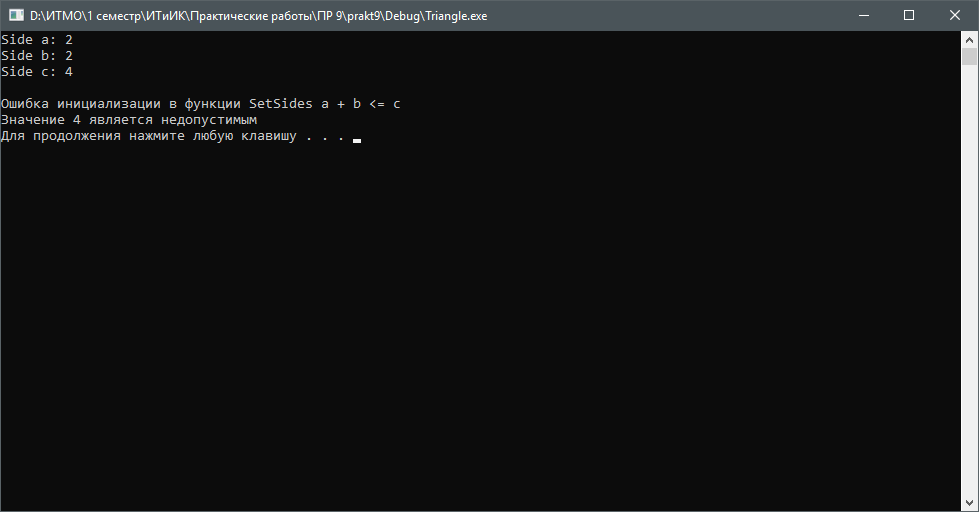 D:\ИТМО\1 семестр\ИТиИК\Практические работы\ПР 9\prakt9\Debug\Triangle.exe
Side a: 2
Side b: 2
Side c: 4
Ошибка инициализации в функции SetSides a + b <= c
Значение 4 является недопустимым
Для продолжения нажмите любую клавишу . . .